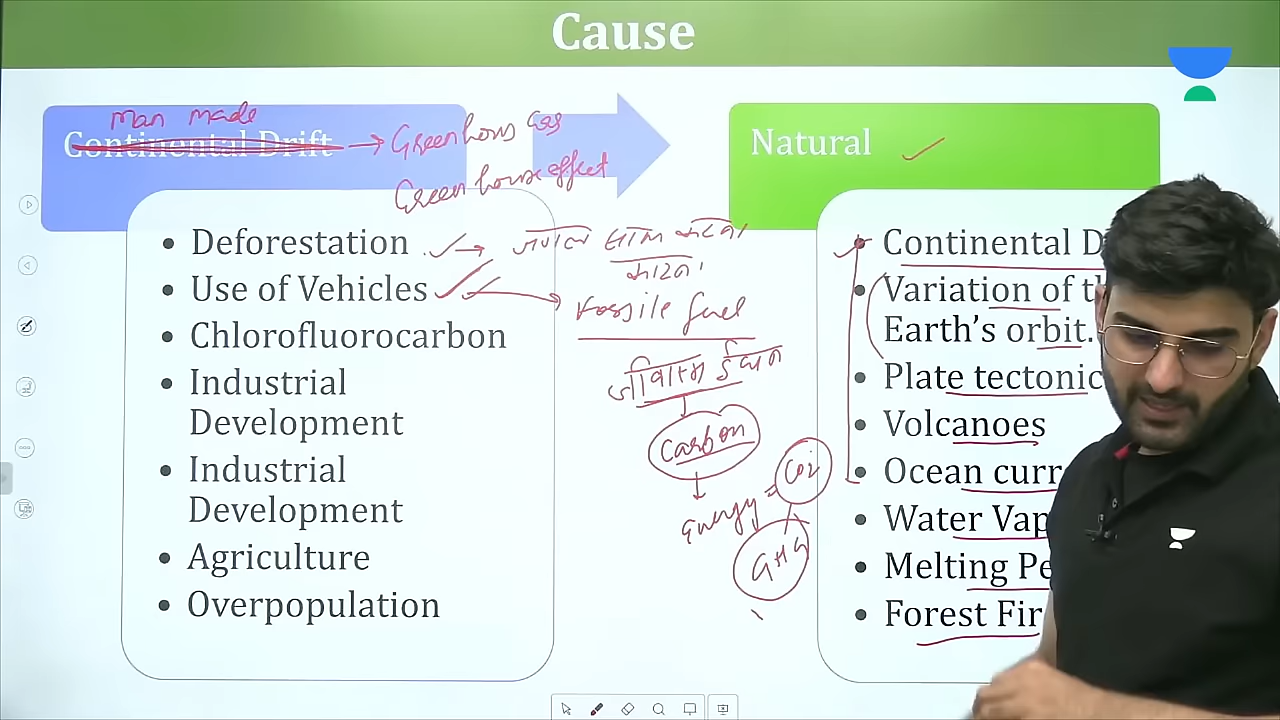 Cause
man made
Continental Drift → Greenhous Gas
Greenhouse effect
Natural
• Deforestation
• Use of Vehicles
• Chlorofluorocarbon
• Industrial
Development
• Industrial
Development
• Agriculture
• Overpopulation
Fossile fuel
Carbon
energy
CO2
GHG
• Continental D
• Variation of t
Earth's orbit.
• Plate tectonic
• Volcanoes
• Ocean curr
• Water Vap
• Melting Pe
• Forest Fir